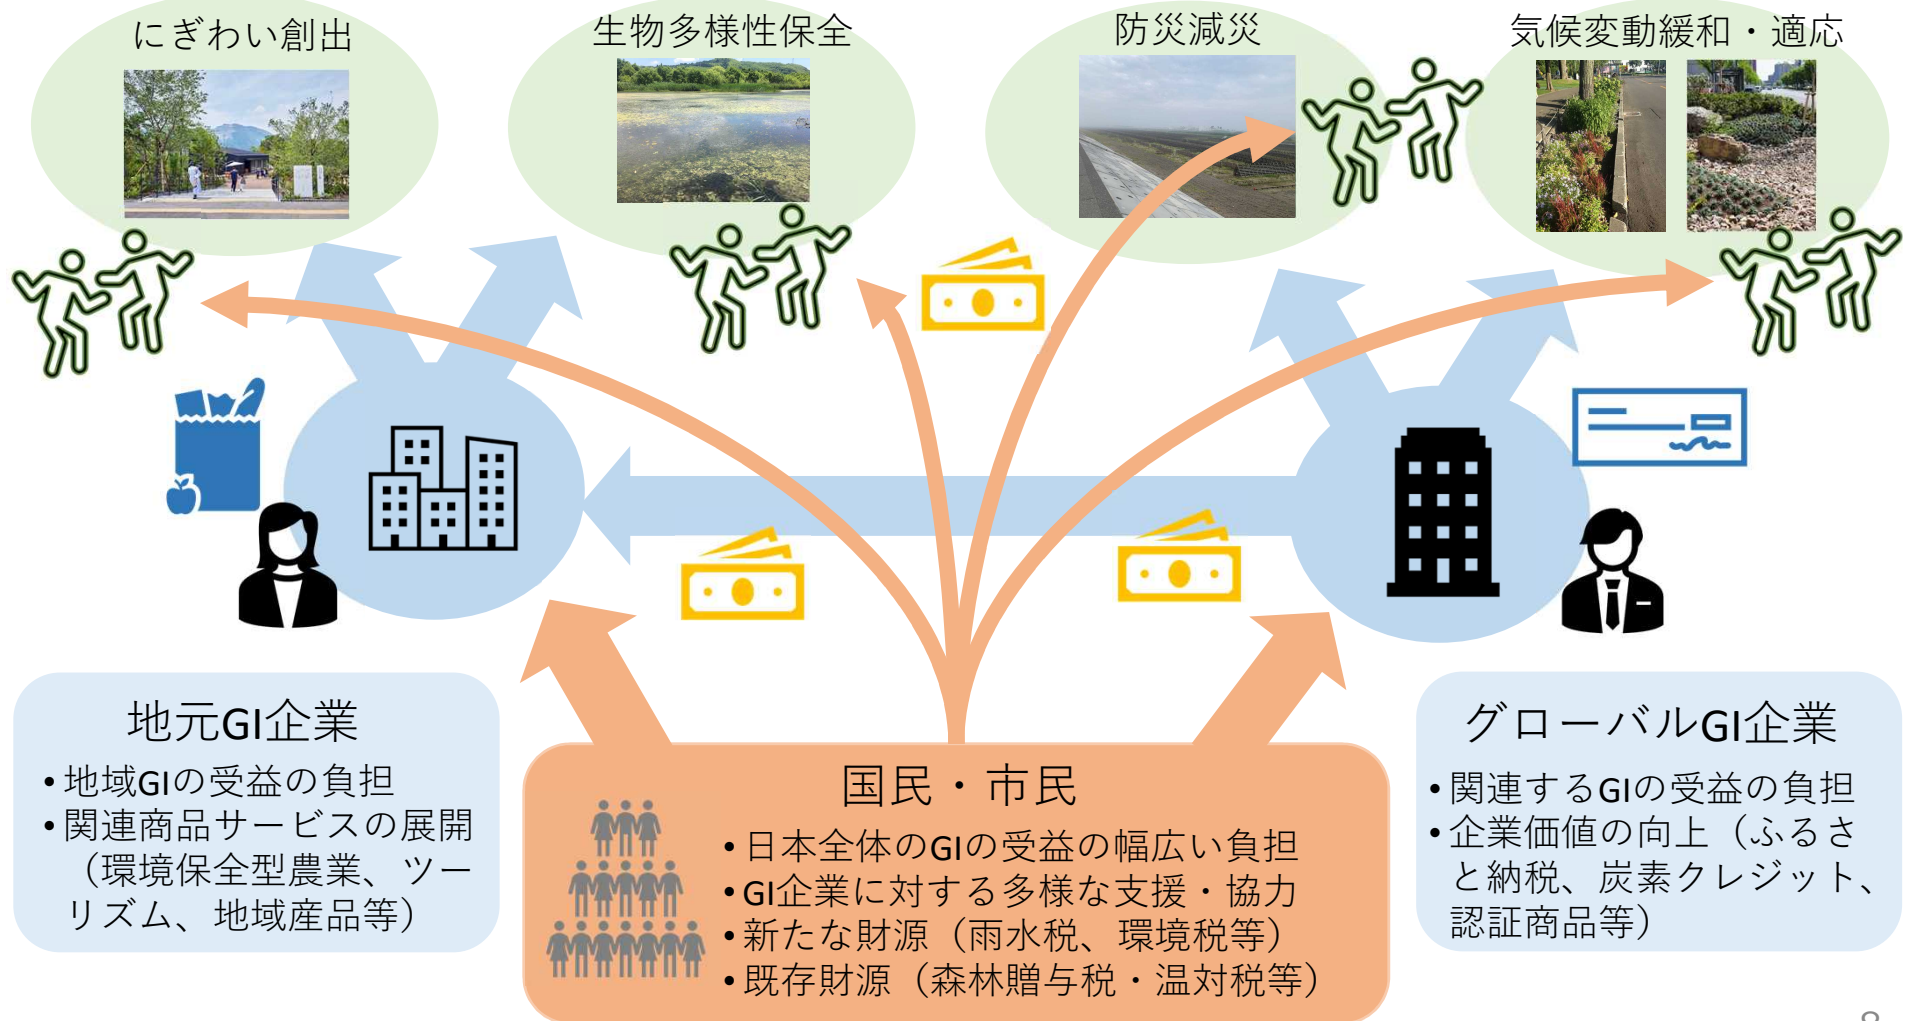 にぎわい創出
生物多様性保全
防災減災
気候変動緩和・適応
地元GI企業
•地域GIの受益の負担
•関連商品サービスの展開
（環境保全型農業、ツー
リズム、地域産品等）
国民・市民
•日本全体のGIの受益の幅広い負担
•GI企業に対する多様な支援・協力
•新たな財源（雨水税、環境税等）
•既存財源（森林贈与税・温対税等）
グローバルGI企業
•関連するGIの受益の負担
•企業価値の向上（ふるさ
と納税、炭素クレジット、
認証商品等）